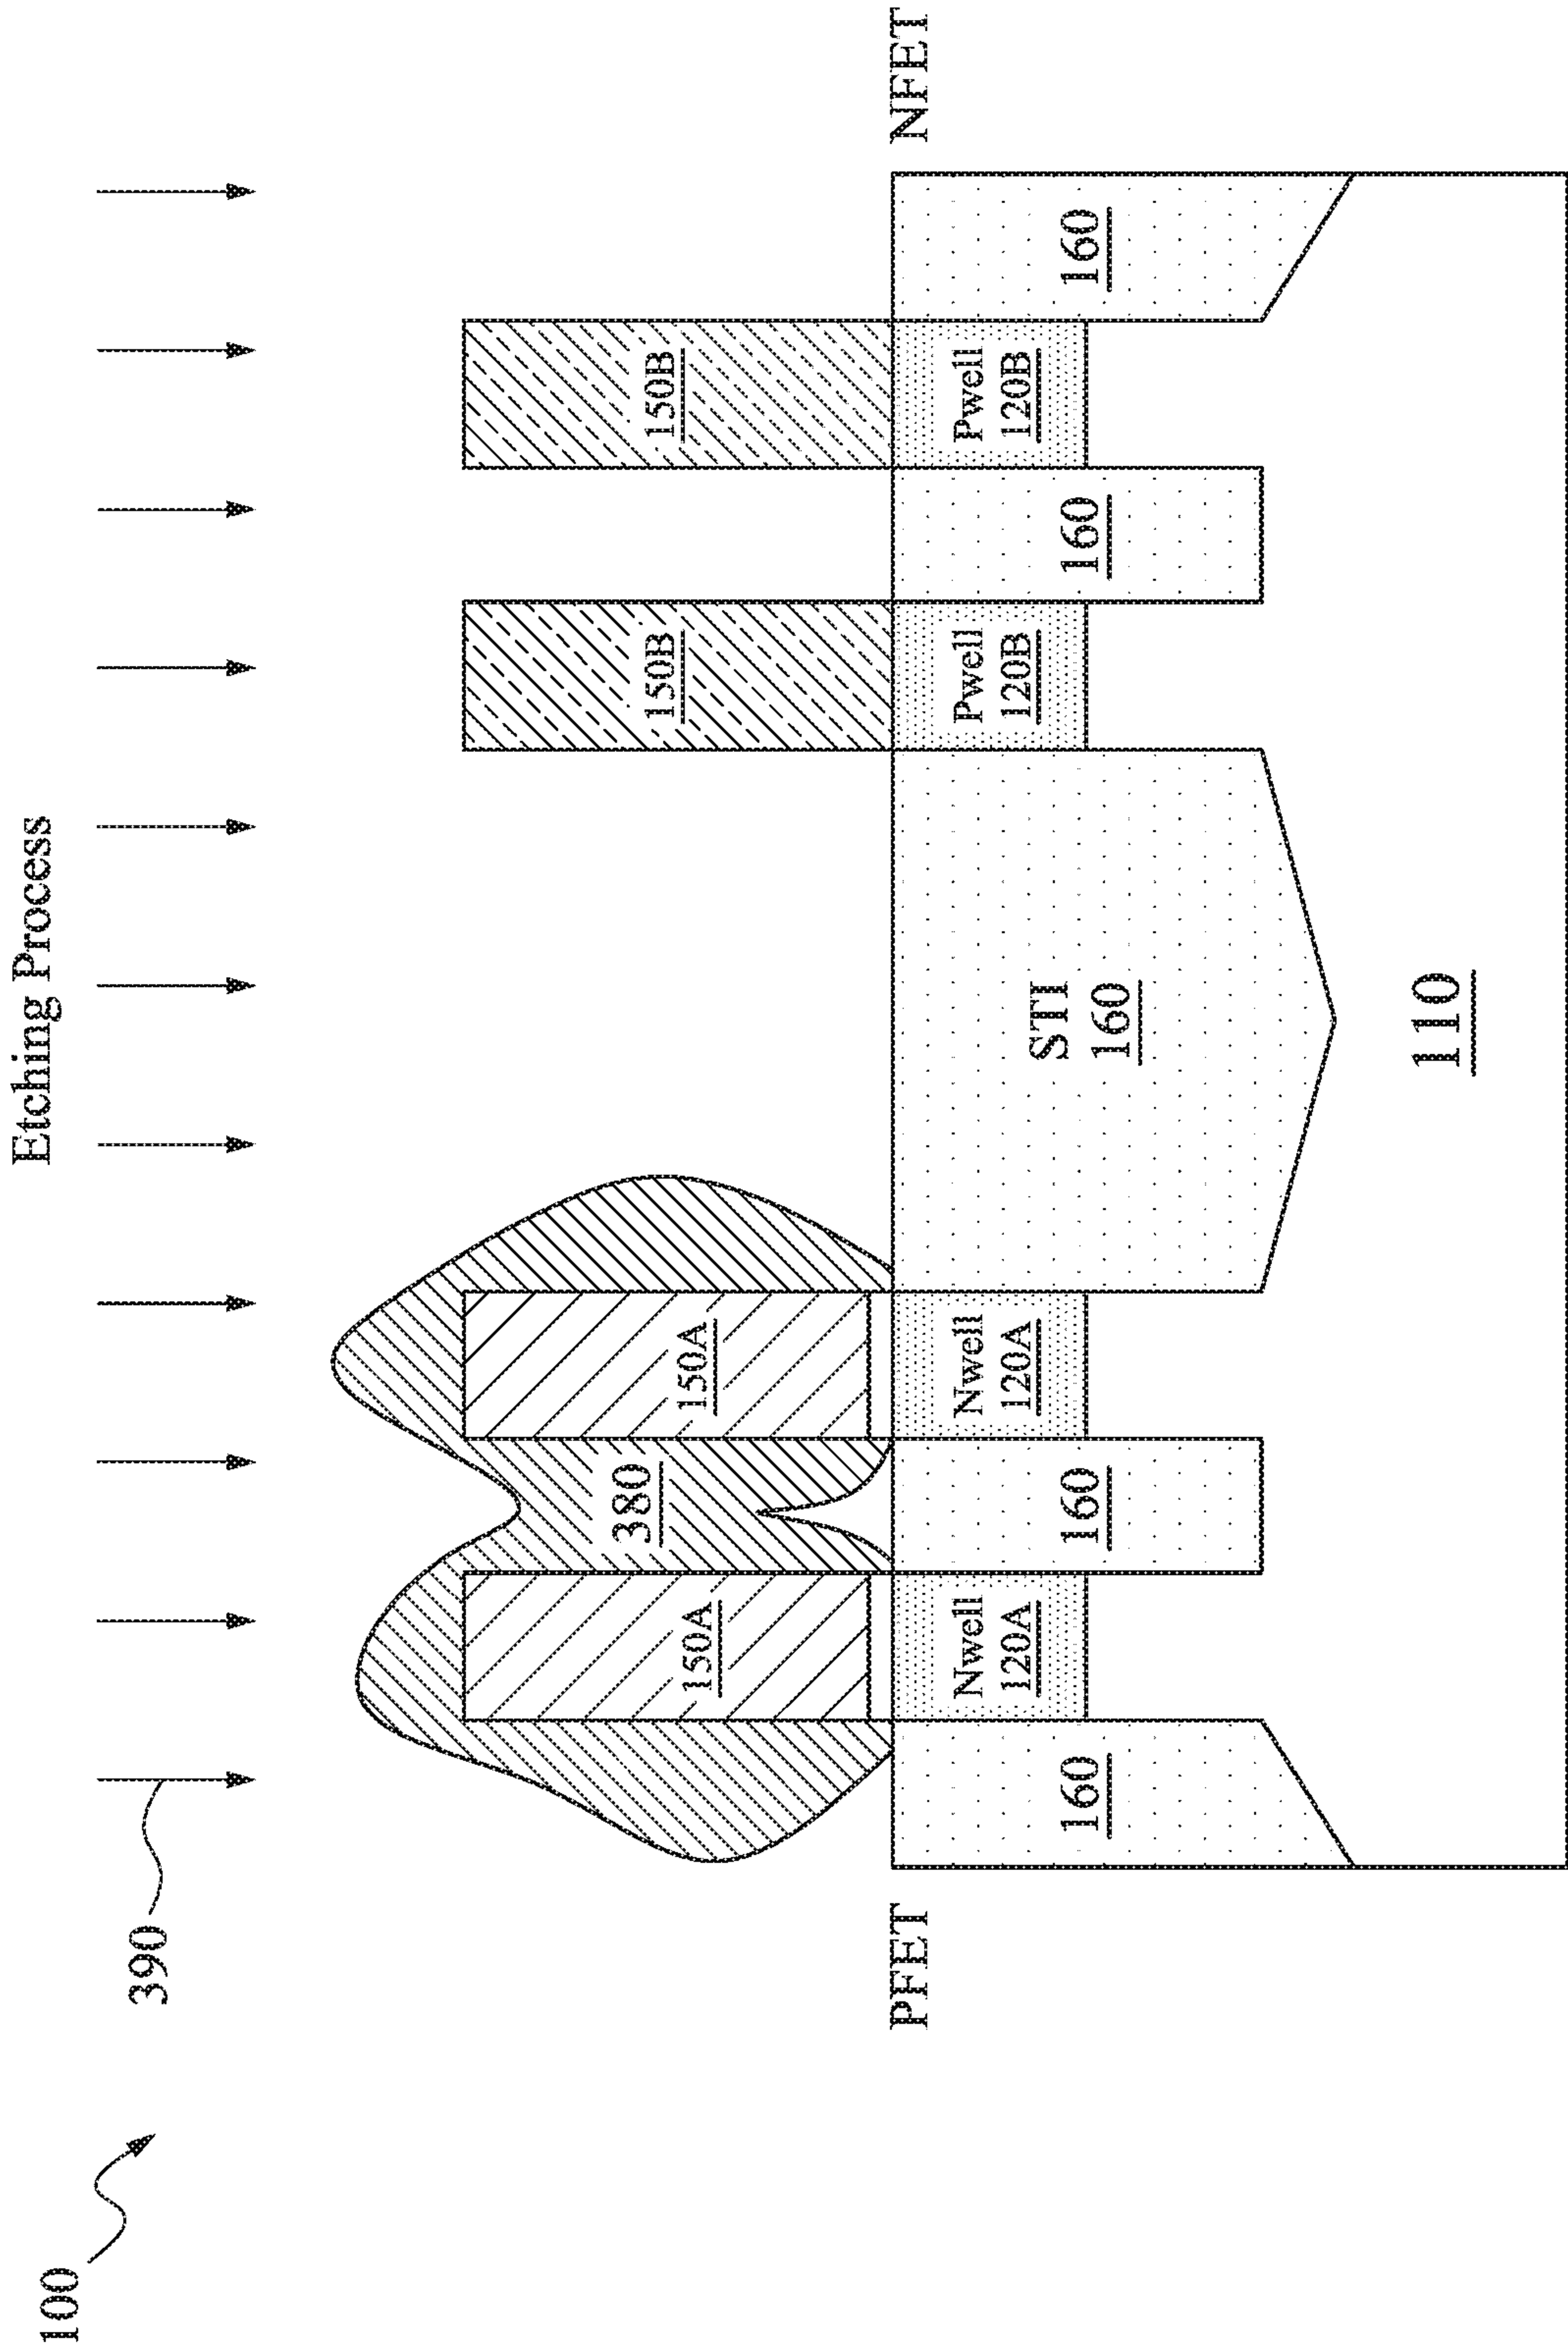 100
390
Etching Process
380
150A
150A
150B
150B
PFET
NFET
160
Nwell
120A
160
Nwell
120A
STI
160
Pwell
120B
160
Pwell
120B
160
110